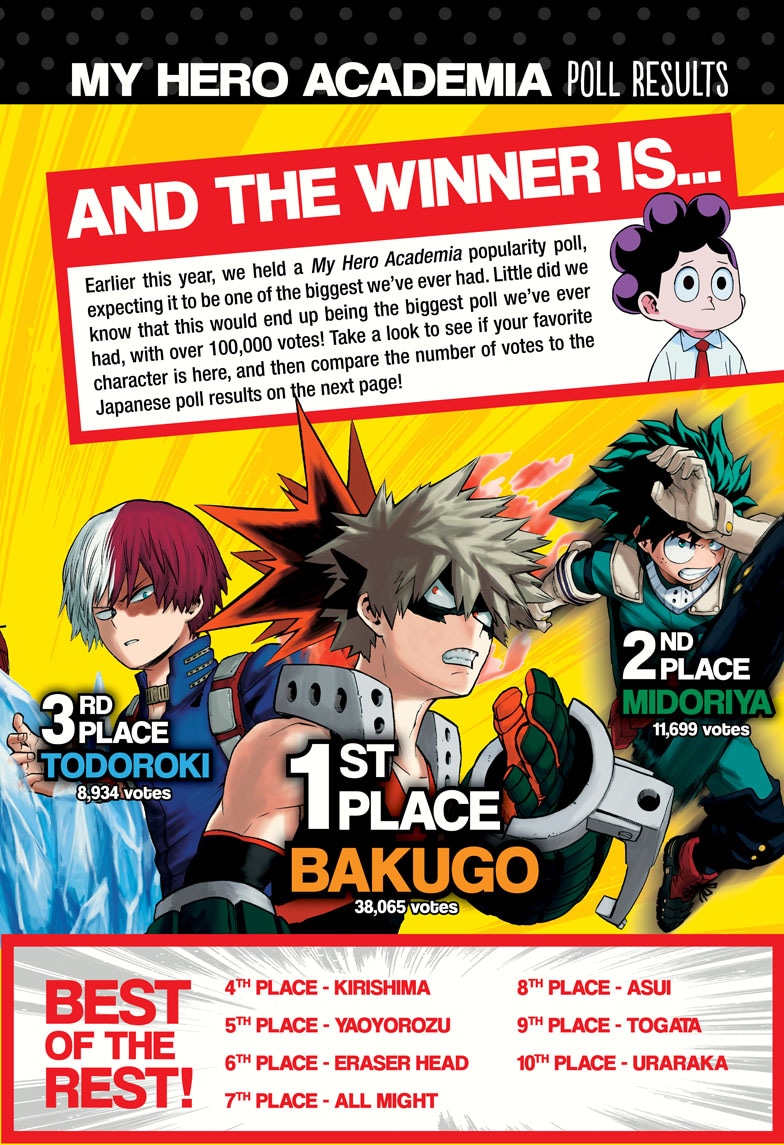 MY HERO ACADEMIA POLL RESULTS
AND THE WINNER IS...
Earlier this year, we held a My Hero Academia popularity poll,
expecting it to be one of the biggest we've ever had. Little did we
know that this would end up being the biggest poll we've ever
had, with over 100,000 votes! Take a look to see if your favorite
character is here, and then compare the number of votes to the
Japanese poll results on the next page!
2ND PLACE
MIDORIYA
11,699 votes
3RD PLACE
TODOROKI
8,934 votes
1ST PLACE
BAKUGO
38,065 votes
BEST
OF THE
REST!
4TH PLACE - KIRISHIMA
5TH PLACE - YAOYOROZU
6TH PLACE - ERASER HEAD
7TH PLACE - ALL MIGHT
8TH PLACE - ASUI
9TH PLACE - TOGATA
10TH PLACE - URARAKA